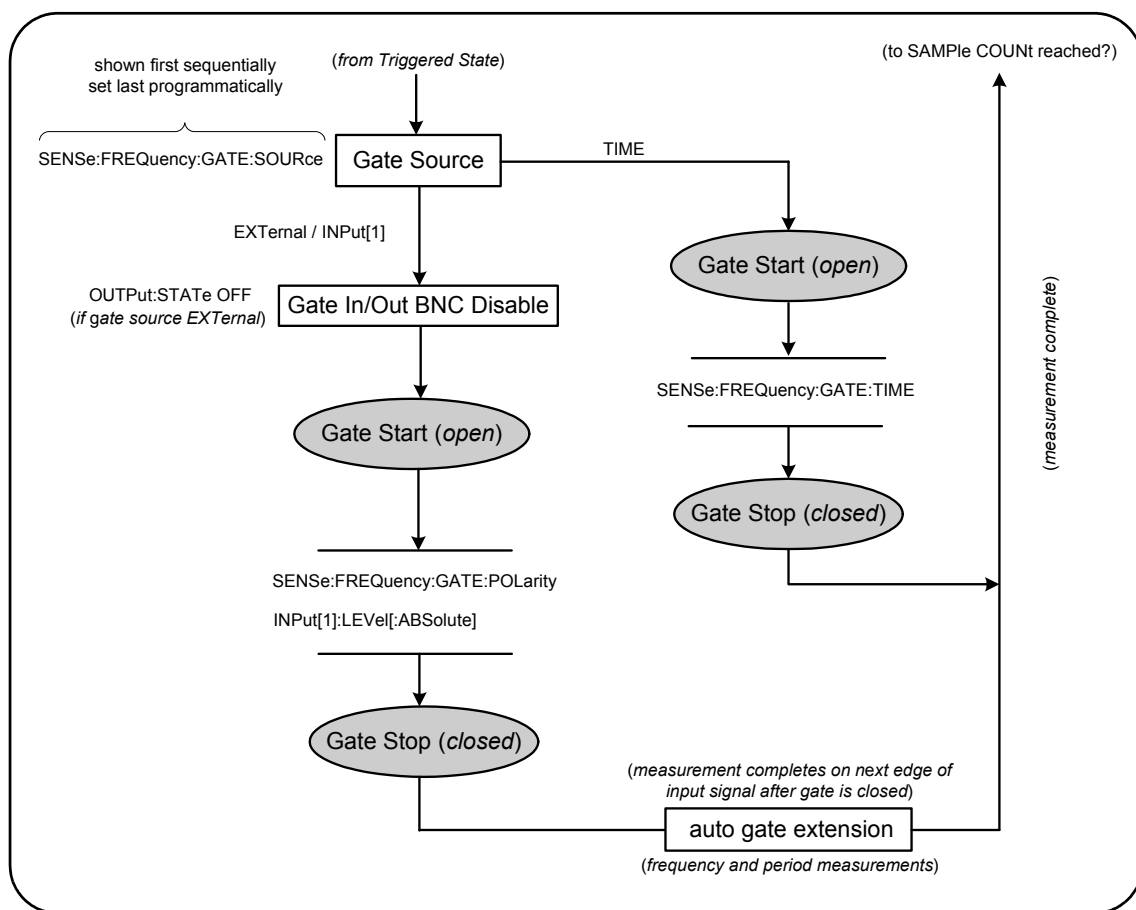 shown first sequentially
set last programmatically
(from Triggered State)
(to SAMPle COUNt reached?)
SENSe:FREQuency:GATE:SOURce
Gate Source
TIME
EXTernal / INPut[1]
Gate Start (open)
OUTPut:STATe OFF
(if gate source EXTernal)
Gate In/Out BNC Disable
SENSe:FREQuency:GATE:TIME
(measurement complete)
Gate Start (open)
Gate Stop (closed)
SENSe:FREQuency:GATE:POLarity
INPut[1]:LEVel[:ABSolute]
Gate Stop (closed)
(measurement completes on next edge of
input signal after gate is closed)
auto gate extension
(frequency and period measurements)